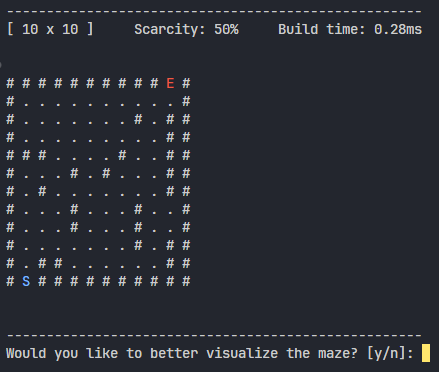 ----------------------------------------------------
[ 10 x 10 ]     Scarcity: 50%     Build time: 0.28ms
# # # # # # # # # # E #
# . . . . . . . . . . #
# . . . . . . . # . # #
# . . . . . . . . . # #
# # # . . . . # . . # #
# . . . # . # . . . # #
# . # . . . . . . . # #
# . . . # . . . # . . #
# . . . # . . . # . . #
# . . . . . . . # . # #
# . # # . . . . . . # #
# S # # # # # # # # # #
----------------------------------------------------
Would you like to better visualize the maze? [y/n]: